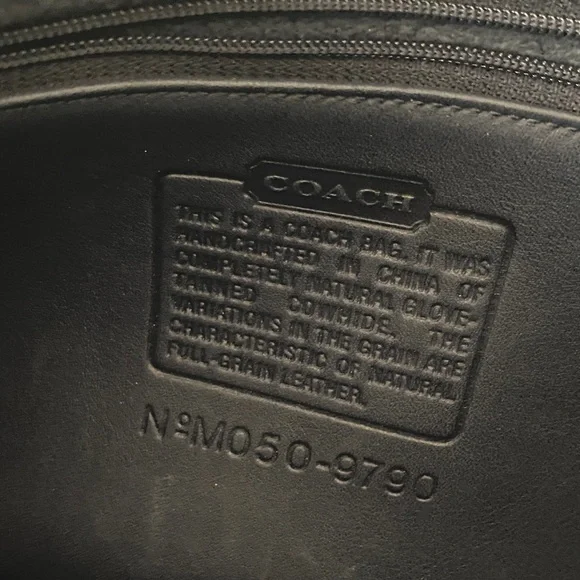 COACH
THIS IS A COACH BAG. IT WAS
HANDCRAFTED IN CHINA OF
COMPLETELY NATURAL GLOVE-
TANNED COWHIDE. THE
VARIATIONS IN THE GRAIN ARE
CHARACTERISTIC OF NATURAL
FULL-GRAIN LEATHER.
NºM050-9790